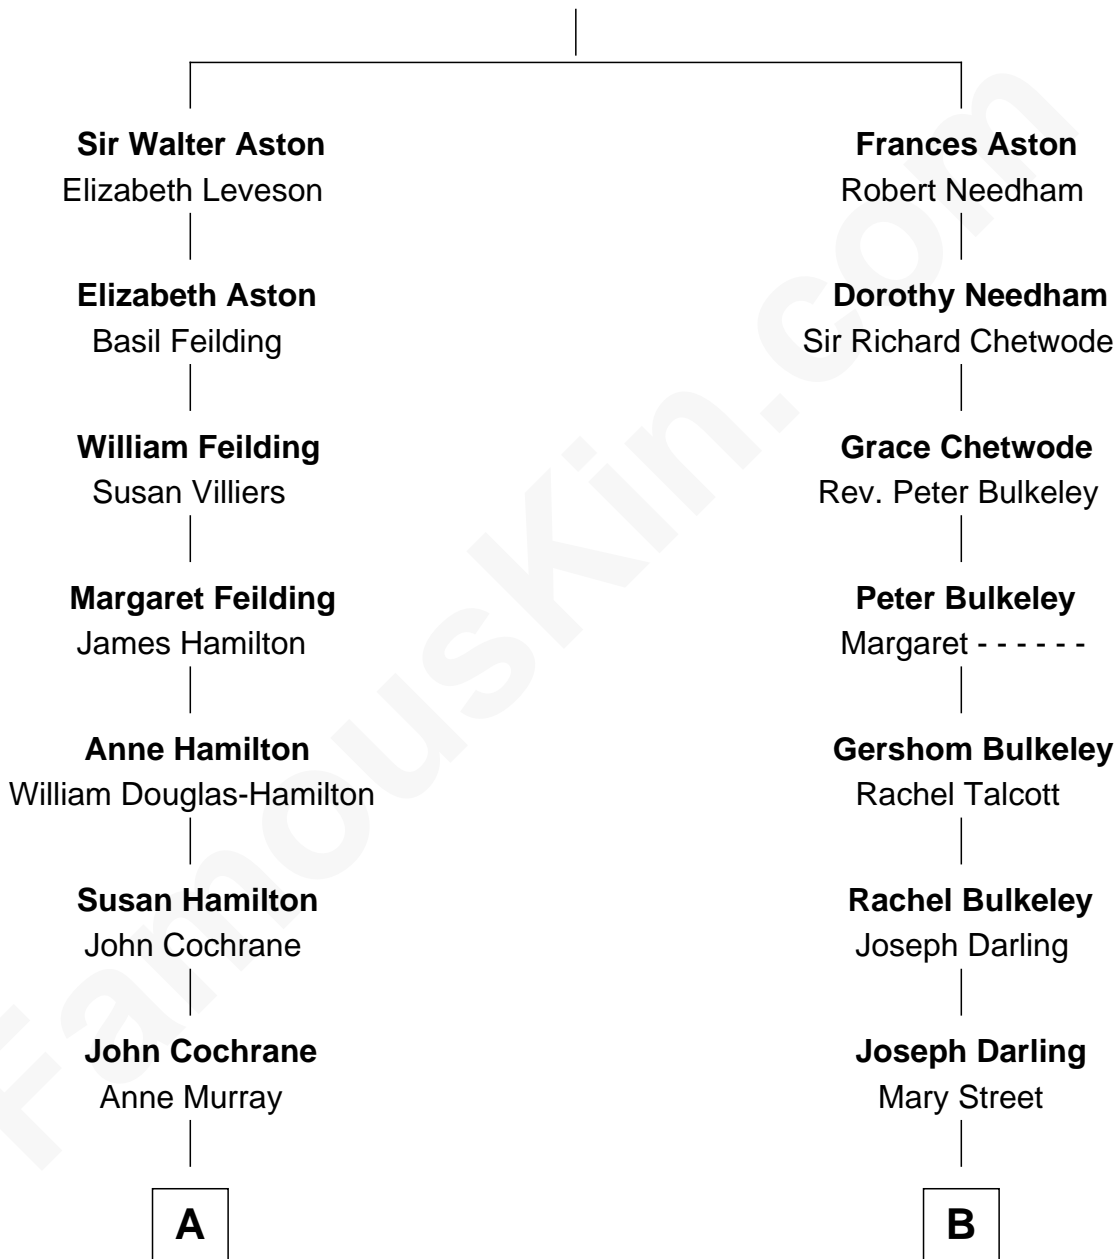 Sir Walter Aston
Elizabeth Leveson
Elizabeth Aston
Basil Feilding
William Feilding
Susan Villiers
Margaret Feilding
James Hamilton
Anne Hamilton
William Douglas-Hamilton
Susan Hamilton
John Cochrane
John Cochrane
Anne Murray
A
Frances Aston
Robert Needham
Dorothy Needham
Sir Richard Chetwode
Grace Chetwode
Rev. Peter Bulkeley
Peter Bulkeley
Margaret - - - - - -
Gershom Bulkeley
Rachel Talcott
Rachel Bulkeley
Joseph Darling
Joseph Darling
Mary Street
B
FamousKin.com